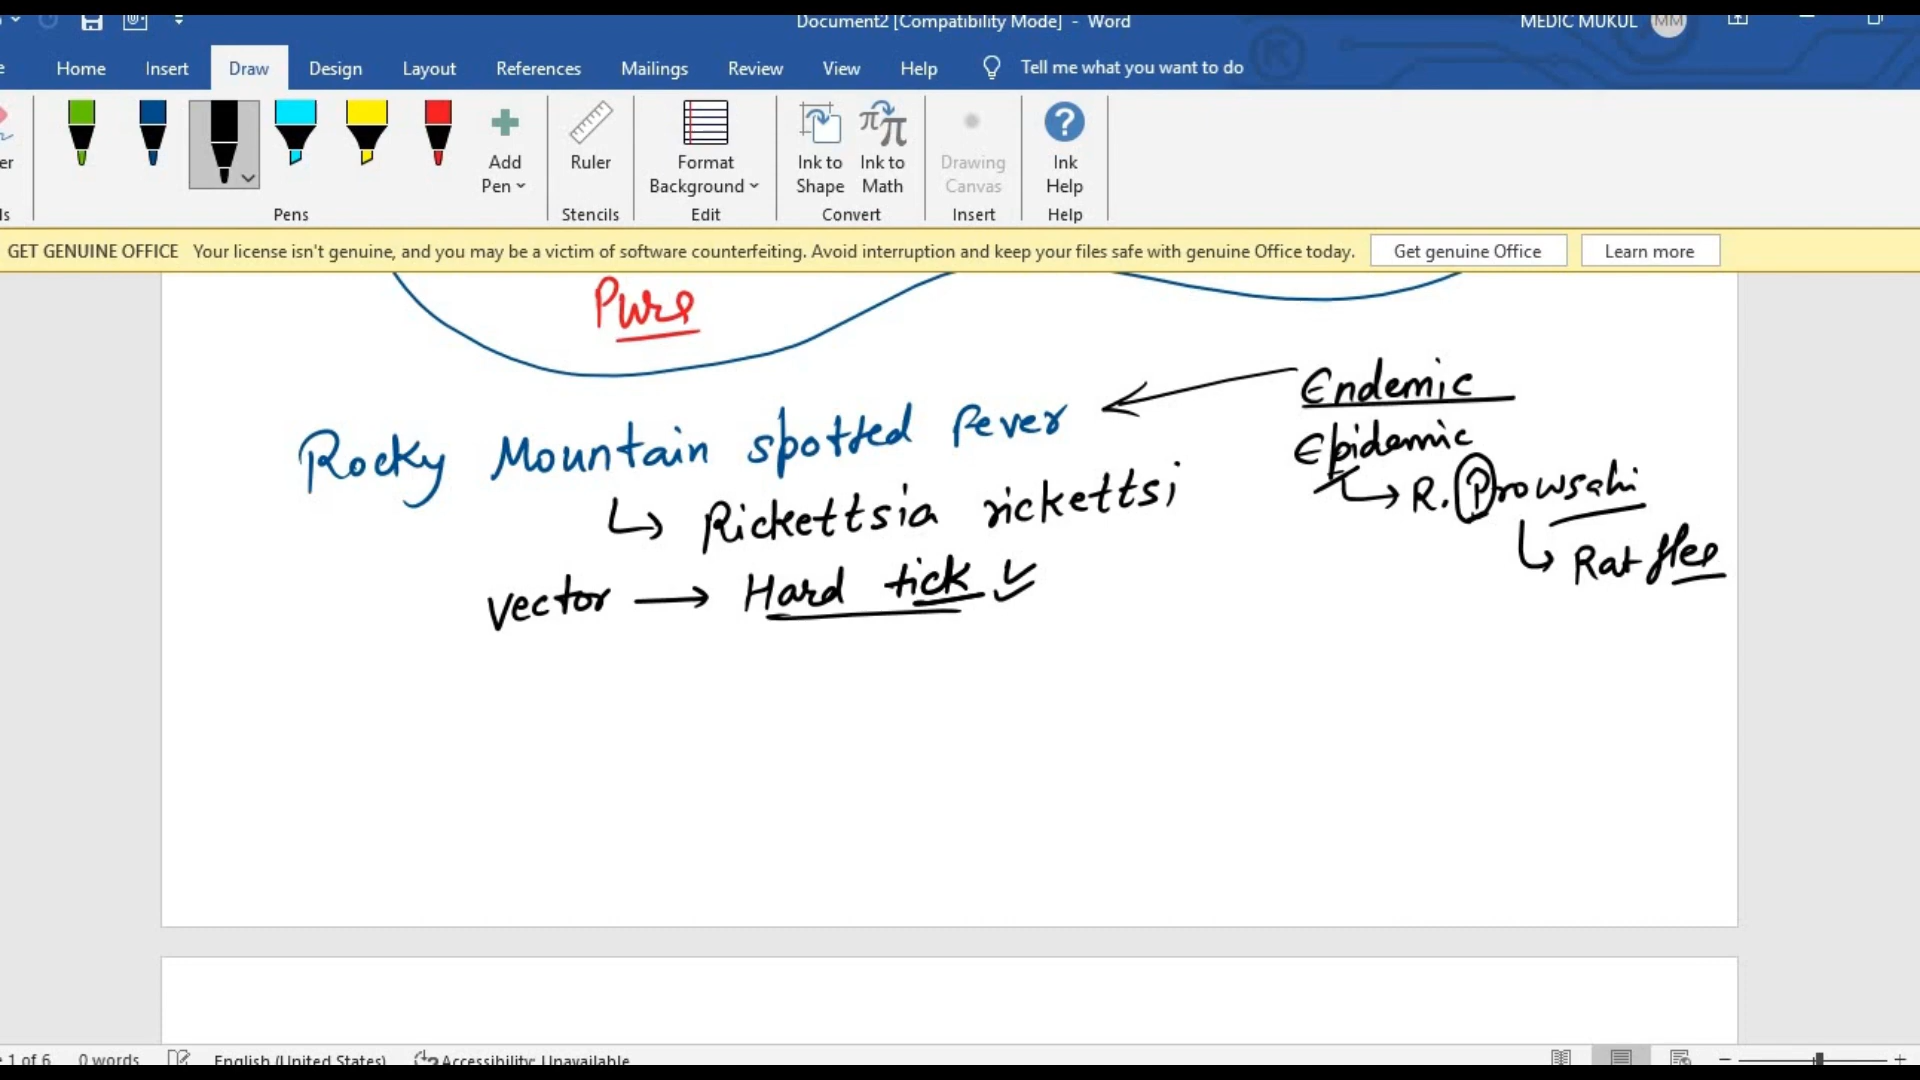 Document2 [Compatibility Mode] - Word
MEDIC MUKUL
MM
Home Insert Draw Design Layout References Mailings Review View Help Tell me what you want to do
Add Pen
Ruler
Format Background
Ink to Shape
Ink to Math
Drawing Canvas
Ink Help
Pens Stencils Edit Convert Insert Help
GET GENUINE OFFICE Your license isn't genuine, and you may be a victim of software counterfeiting. Avoid interruption and keep your files safe with genuine Office today. Get genuine Office Learn more
Pure
Endemic
Rocky Mountain spotted fever
Epidemic
Rickettsia rickettsi
R. Prowsahi
vector → Hard tick ✓
Rat flea
1 of 6 0 words English (United States) Accessibility: Unavailable